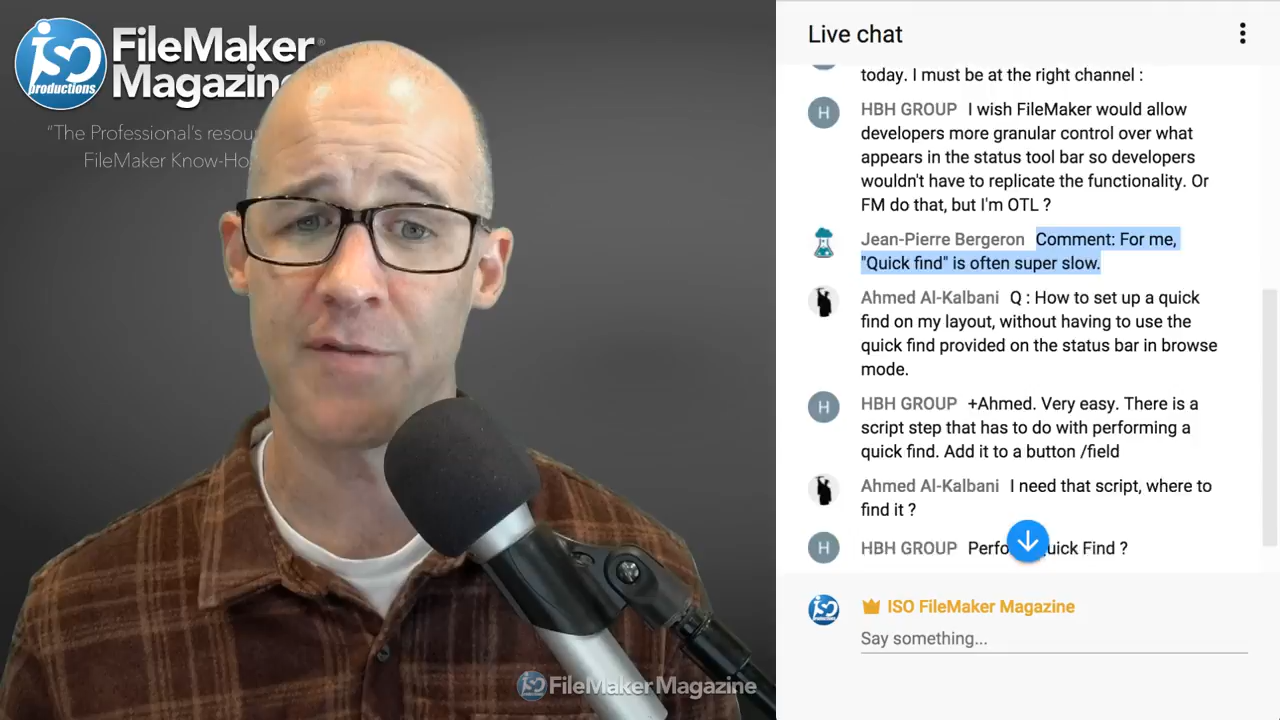 iso
productions
FileMaker
Magazine
"The Professional's resou
FileMaker Know-Ho
iso FileMakerMagazine
Live chat
today. I must be at the right channel :
HBH GROUP I wish FileMaker would allow
developers more granular control over what
appears in the status tool bar so developers
wouldn't have to replicate the functionality. Or
FM do that, but I'm OTL ?
Jean-Pierre Bergeron Comment: For me,
"Quick find" is often super slow.
Ahmed Al-Kalbani Q : How to set up a quick
find on my layout, without having to use the
quick find provided on the status bar in browse
mode.
H HBH GROUP +Ahmed. Very easy. There is a
script step that has to do with performing a
quick find. Add it to a button /field
Ahmed Al-Kalbani I need that script, where to
find it ?
H HBH GROUP Perfo uick Find ?
iso ISO FileMaker Magazine
Say something...